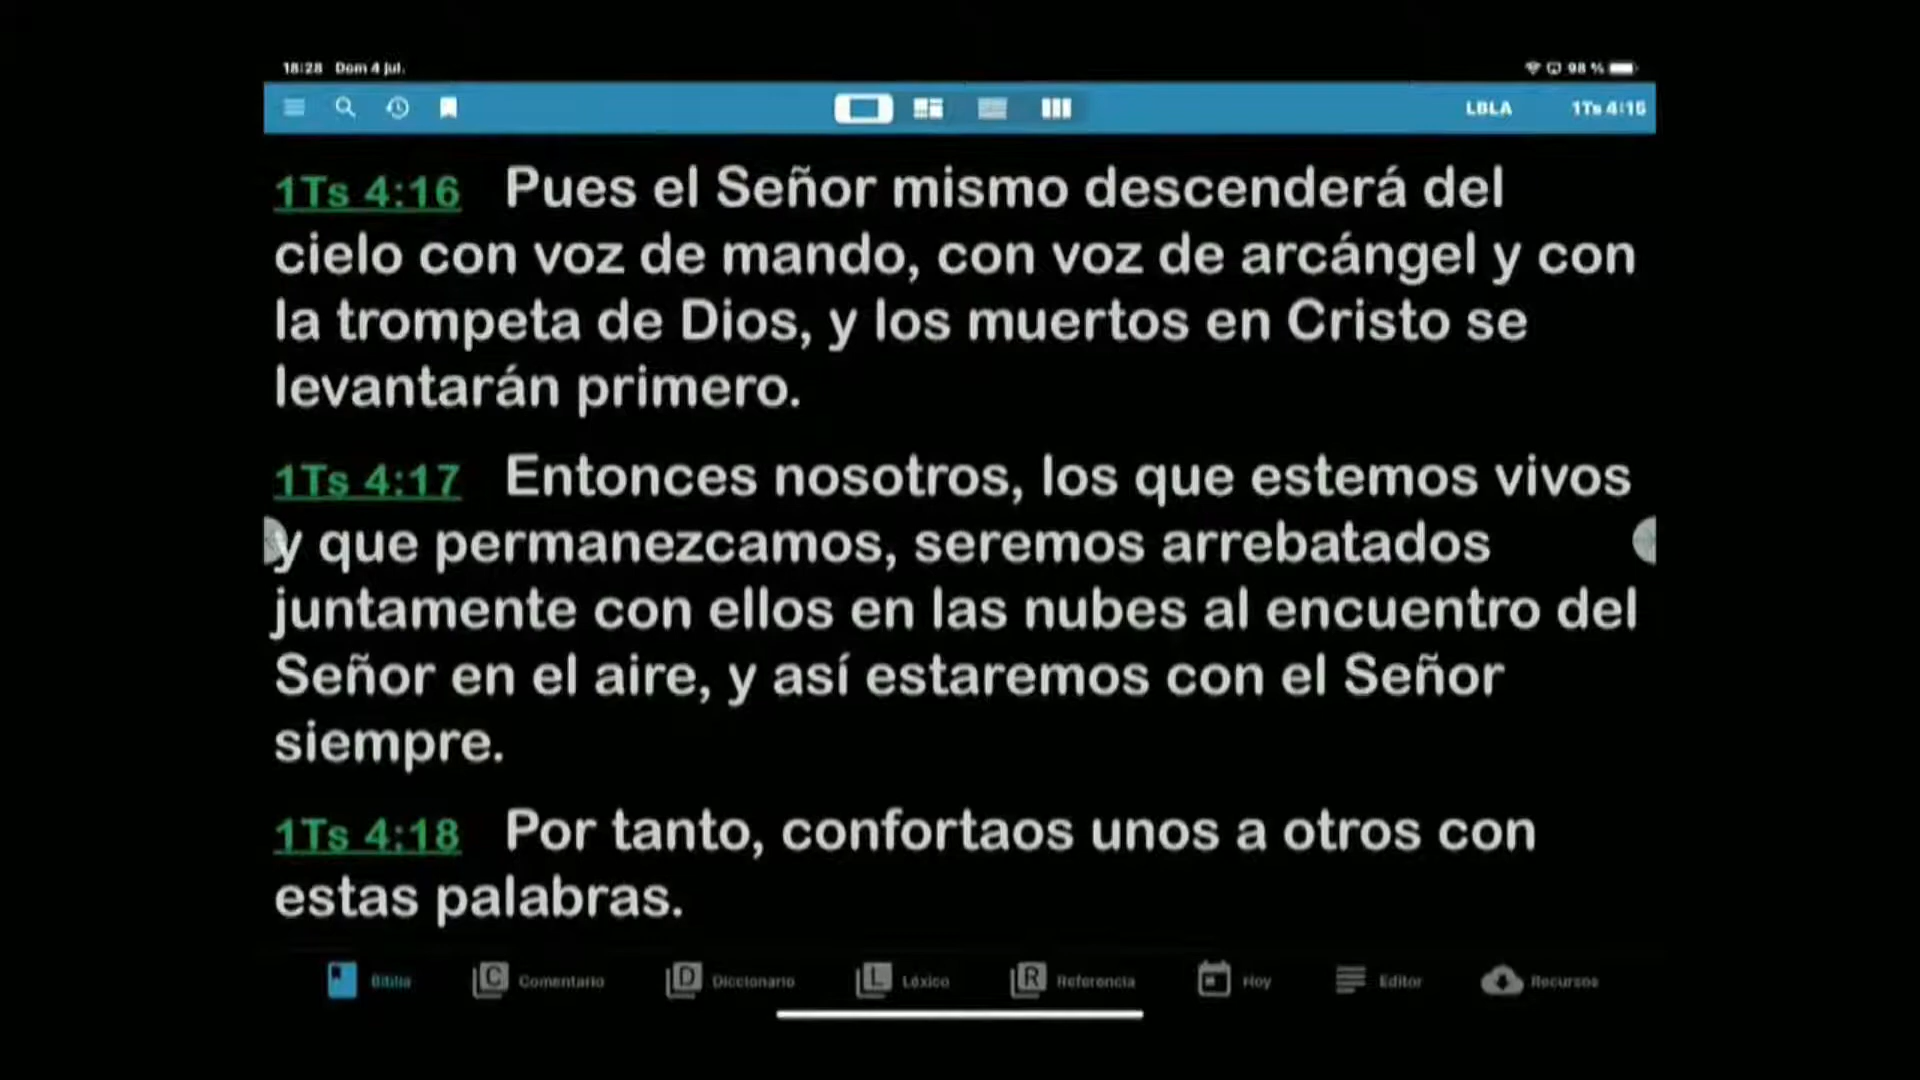 18:28 Dom 4 jul.
98 %
LBLA 1Ts 4:16
1Ts 4:16 Pues el Señor mismo descenderá del
cielo con voz de mando, con voz de arcángel y con
la trompeta de Dios, y los muertos en Cristo se
levantarán primero.
1Ts 4:17 Entonces nosotros, los que estemos vivos
y que permanezcamos, seremos arrebatados
juntamente con ellos en las nubes al encuentro del
Señor en el aire, y así estaremos con el Señor
siempre.
1Ts 4:18 Por tanto, confortaos unos a otros con
estas palabras.
Biblia C Comentario D Diccionario L Léxico R Referencia Hoy Editor Recursos